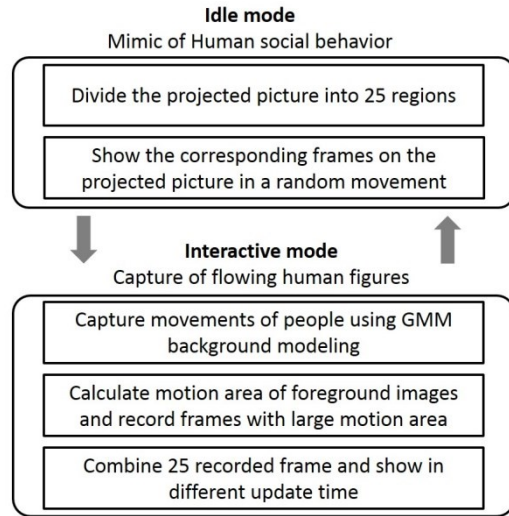 Idle mode
Mimic of Human social behavior
Divide the projected picture into 25 regions
Show the corresponding frames on the
projected picture in a random movement
Interactive mode
Capture of flowing human figures
Capture movements of people using GMM
background modeling
Calculate motion area of foreground images
and record frames with large motion area
Combine 25 recorded frame and show in
different update time